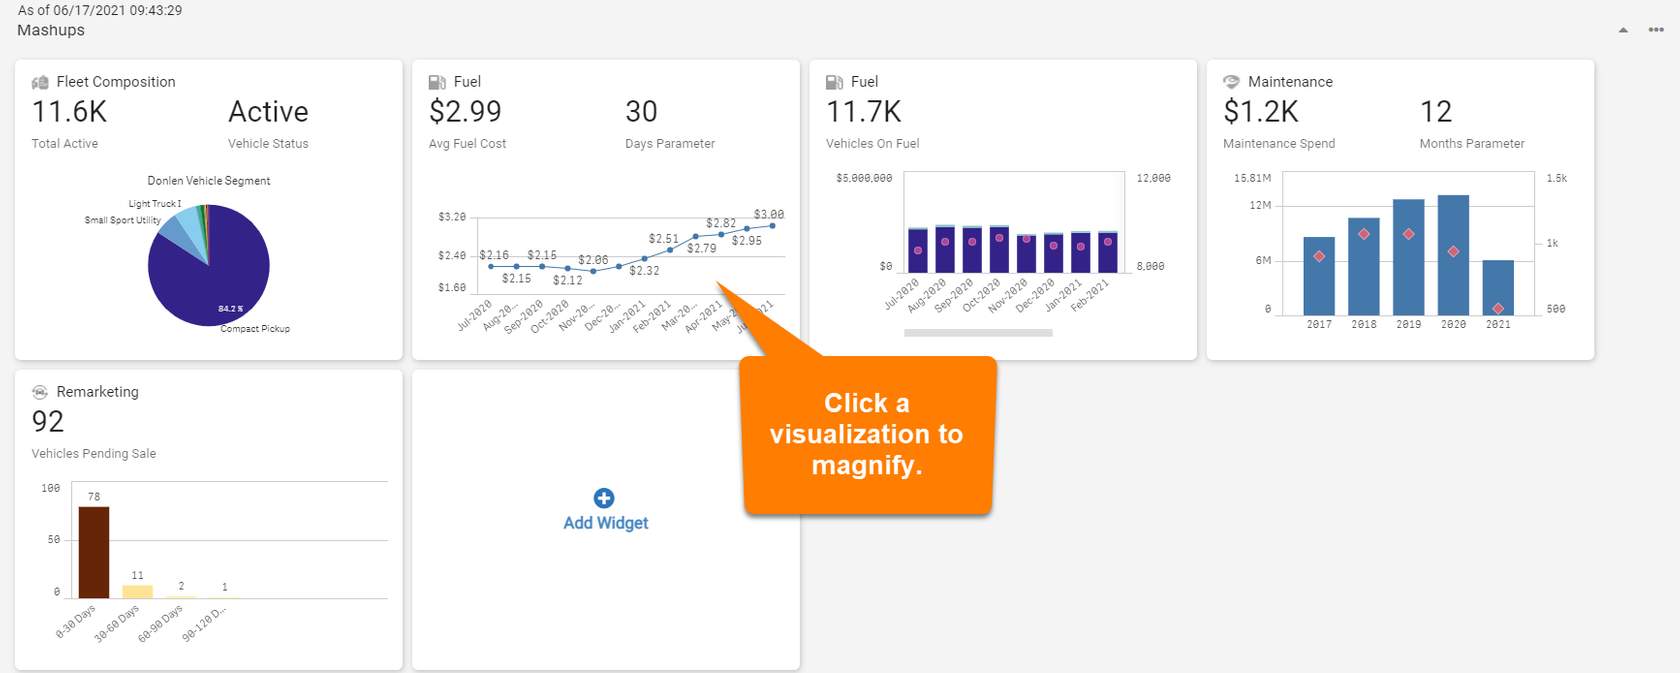 As of 06/17/2021 09:43:29
Mashups
Fleet Composition
11.6K
Active
Total Active
Vehicle Status
Donlen Vehicle Segment
Light Truck I
Small Sport Utility
84.2 %
Compact Pickup
Fuel
$2.99
30
Avg Fuel Cost
Days Parameter
$3.20
$2.40
$1.60
$2.16
$2.15
$2.15
$2.12
$2.06
$2.32
$2.51
$2.79
$2.82
$2.95
$3.00
Jul-2020
Aug-20...
Sep-2020
Oct-2020
Nov-20...
Dec-20...
Jan-2021
Feb-2021
Mar-20...
Apr-2021
Fuel
11.7K
Vehicles On Fuel
$5,000,000
$0
12,000
8,000
Jul-2020
Aug-2020
Sep-2020
Oct-2020
Nov-2020
Dec-2020
Jan-2021
Feb-2021
Maintenance
$1.2K
12
Maintenance Spend
Months Parameter
15.81M
12M
6M
0
1.5k
1k
500
2017
2018
2019
2020
2021
Click a
visualization to
magnify.
Remarketing
92
Vehicles Pending Sale
100
50
0
78
11
2
1
0-30 Days
30-60 Days
60-90 Days
90-120 D...
Add Widget